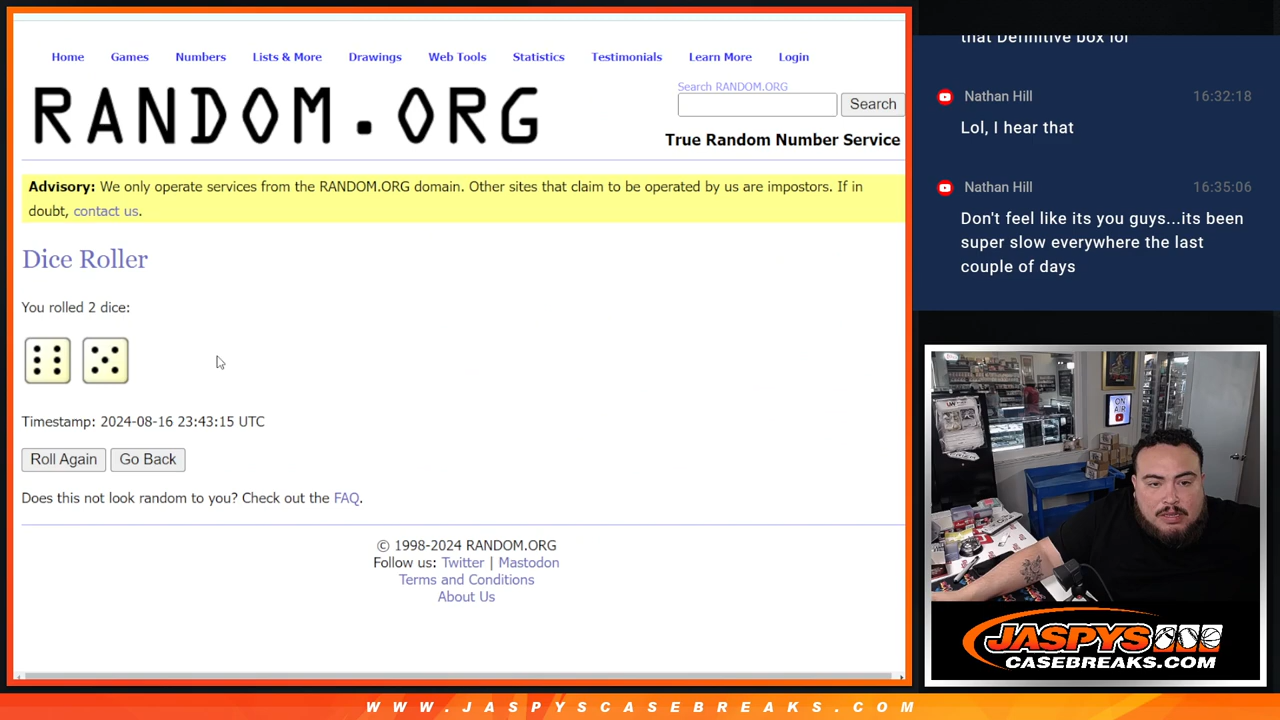 Home Games Numbers Lists & More Drawings Web Tools Statistics Testimonials Learn More Login
RANDOM.ORG
Search RANDOM.ORG
Search
True Random Number Service
Advisory: We only operate services from the RANDOM.ORG domain. Other sites that claim to be operated by us are impostors. If in
doubt, contact us.
Dice Roller
You rolled 2 dice:
Timestamp: 2024-08-16 23:43:15 UTC
Roll Again Go Back
Does this not look random to you? Check out the FAQ.
© 1998-2024 RANDOM.ORG
Follow us: Twitter | Mastodon
Terms and Conditions
About Us
that Definitive box lol
Nathan Hill 16:32:18
Lol, I hear that
Nathan Hill 16:35:06
Don't feel like its you guys...its been
super slow everywhere the last
couple of days
ON
AIR
JASPYS
CASEBREAKS.COM
WWW.JASPYSCASEBREAKS.COM